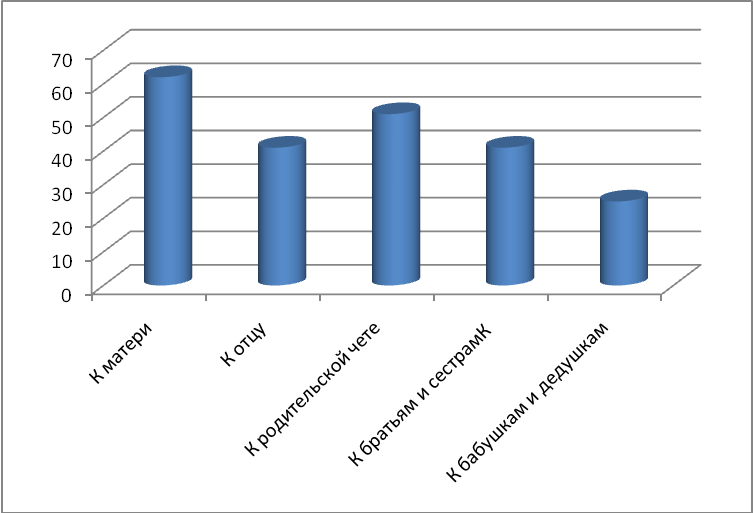 70
60
50
40
30
20
10
0
К матери
К отцу
К родительской чете
К братьям и сестрамК
К бабушкам и дедушкам